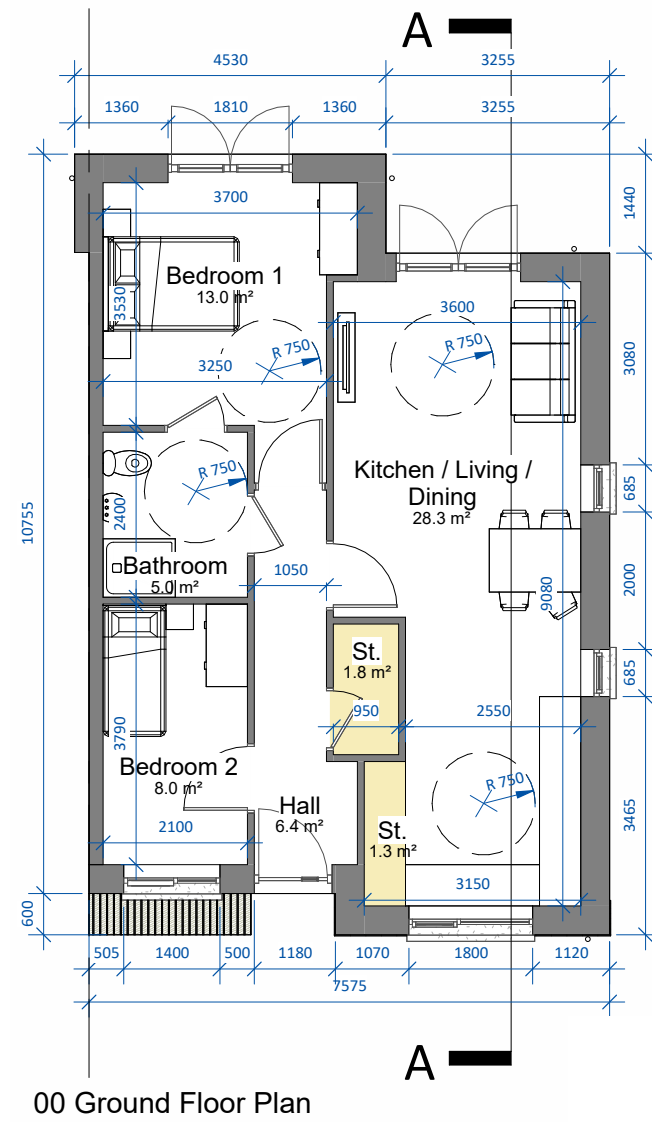 A
4530
3255
1360
1810
1360
3255
3700
1440
Bedroom 1
13.0 m²
3530
3600
R 750
R 750
3250
3080
Kitchen / Living /
Dining
28.3 m²
R 750
685
2400
10755
Bathroom
5.0 m²
1050
2000
9080
St.
1.8 m²
685
950
2550
3790
Bedroom 2
8.0 m²
R 750
Hall
6.4 m²
2100
St.
1.3 m²
3465
3150
600
505
1400
500
1180
1070
1800
1120
7575
A
00 Ground Floor Plan